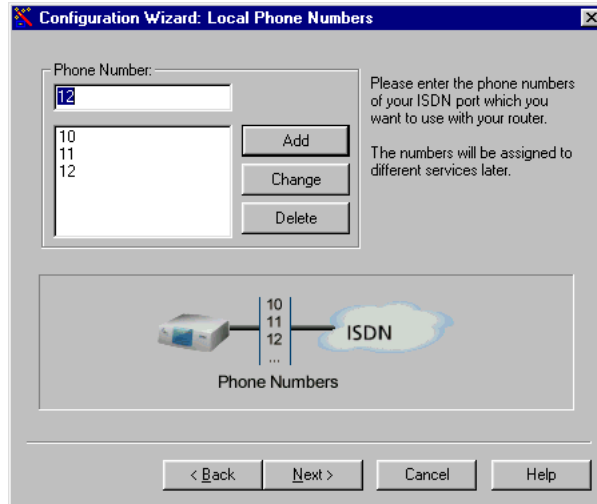 Configuration Wizard: Local Phone Numbers
Phone Number:
12
10
11
12
Add
Change
Delete
Please enter the phone numbers
of your ISDN port which you
want to use with your router.
The numbers will be assigned to
different services later.
10
11
12
...
ISDN
Phone Numbers
< Back
Next >
Cancel
Help